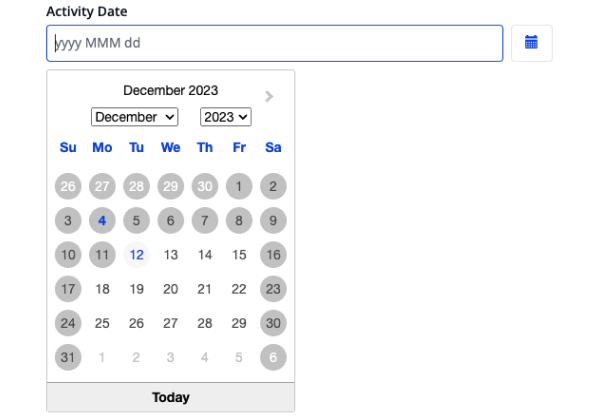 Activity Date
yyyy MMM dd
December 2023
December 2023
Su Mo Tu We Th Fr Sa
26 27 28 29 30 1 2
3 4 5 6 7 8 9
10 11 12 13 14 15 16
17 18 19 20 21 22 23
24 25 26 27 28 29 30
31 1 2 3 4 5 6
Today